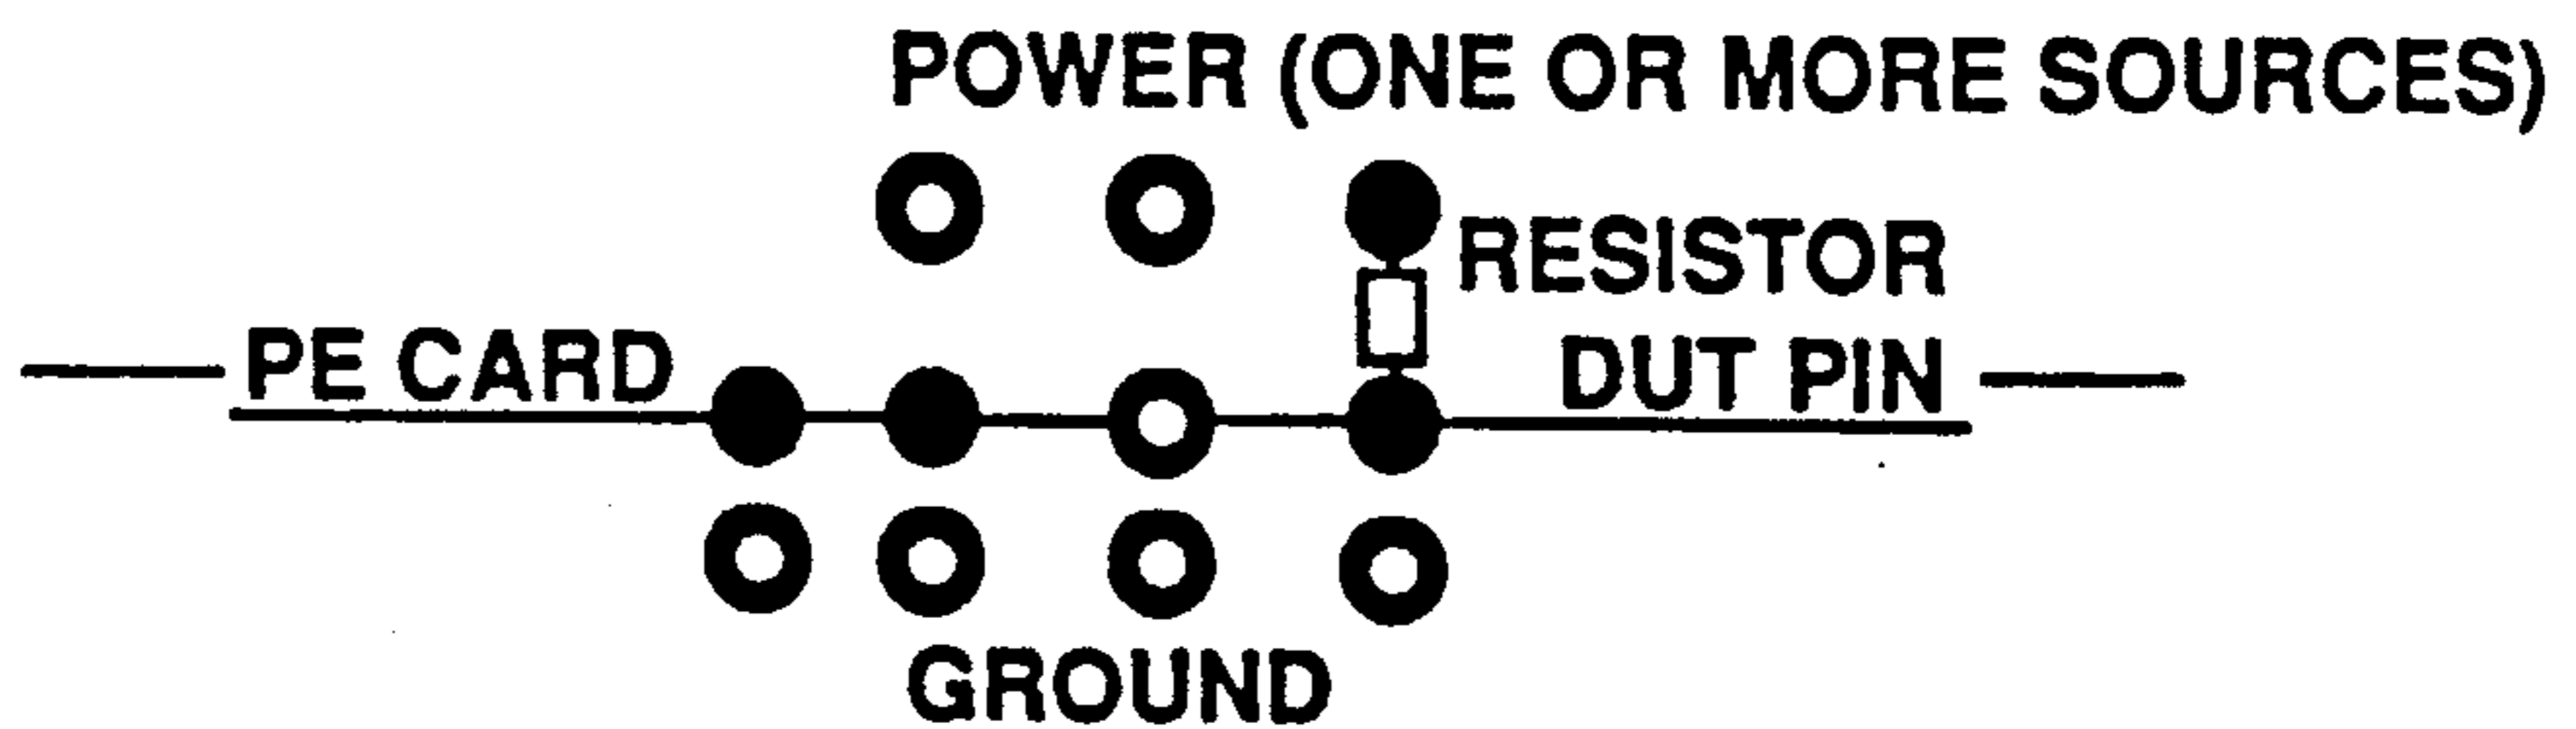 POWER (ONE OR MORE SOURCES)
RESISTOR
PE CARD
DUT PIN
GROUND